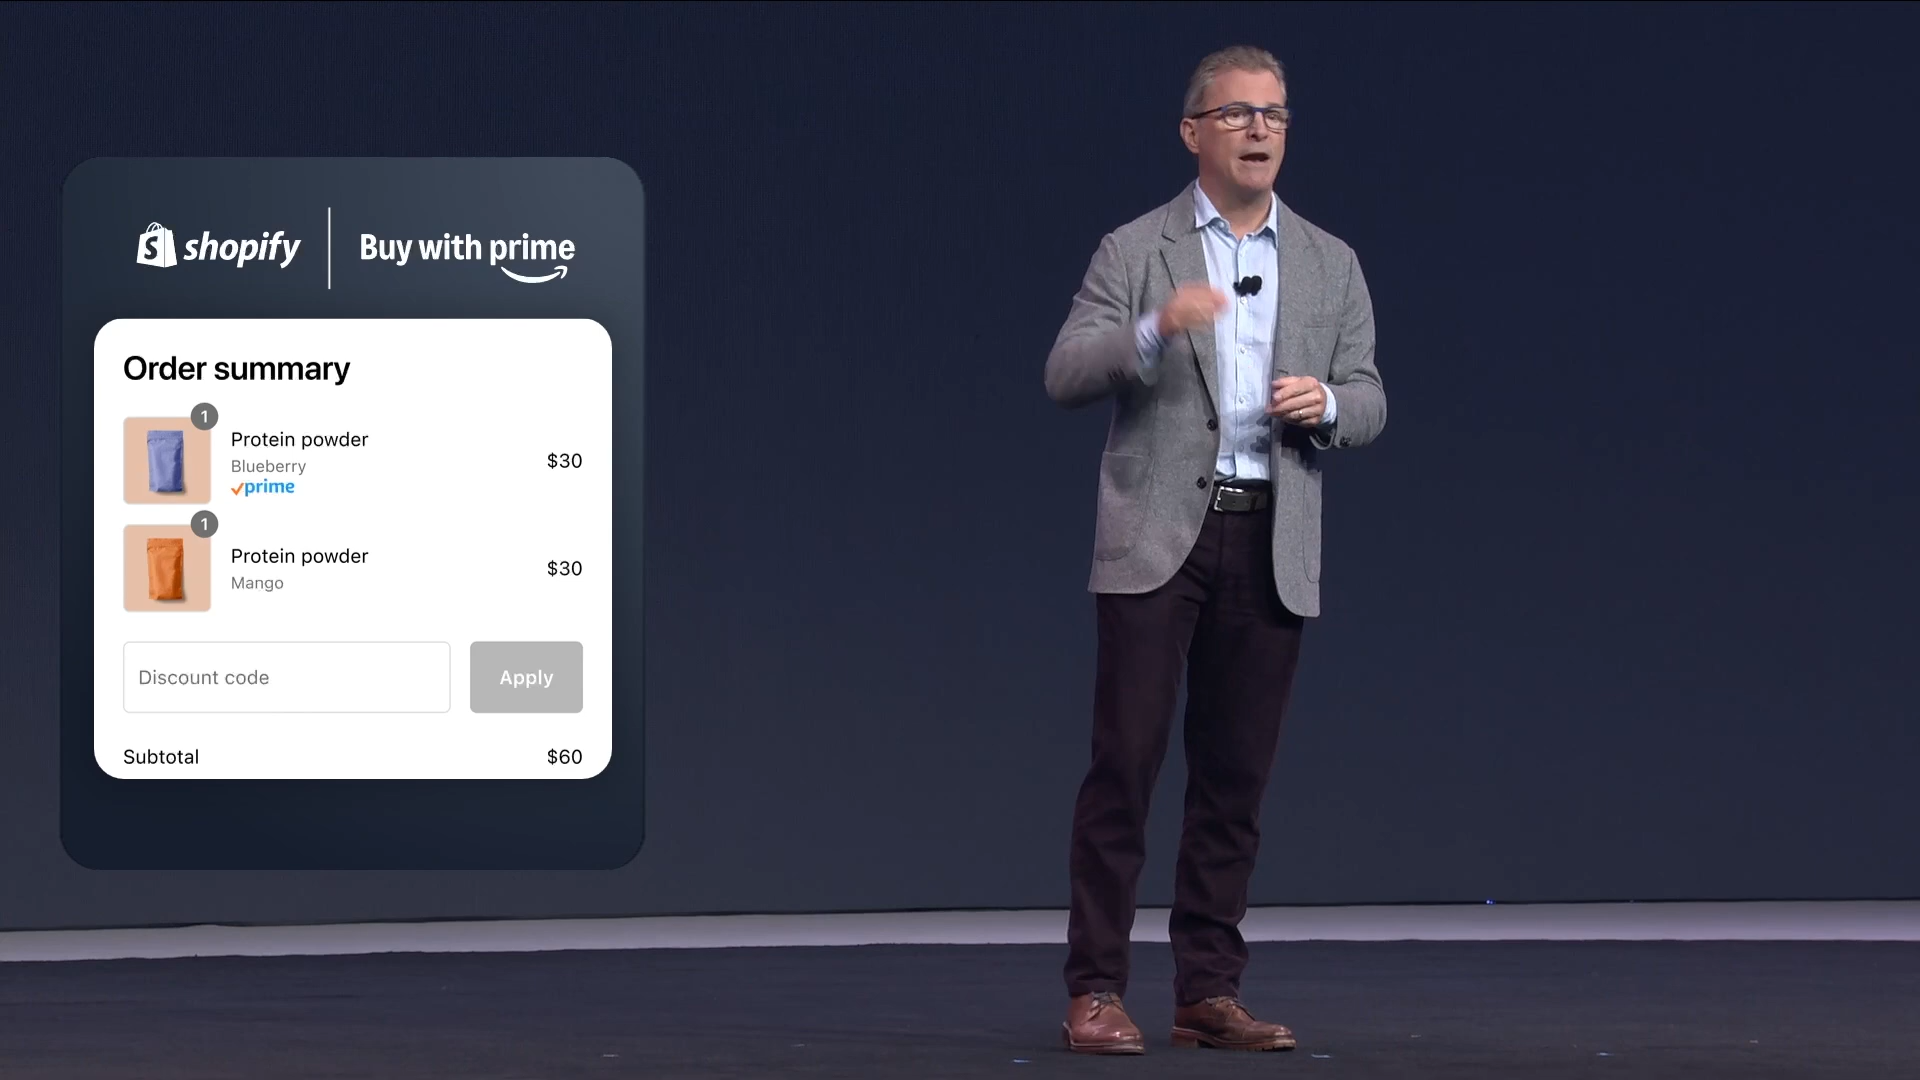 shopify
Buy with prime
Order summary
1
Protein powder
Blueberry
prime
$30
1
Protein powder
Mango
$30
Discount code
Apply
Subtotal
$60